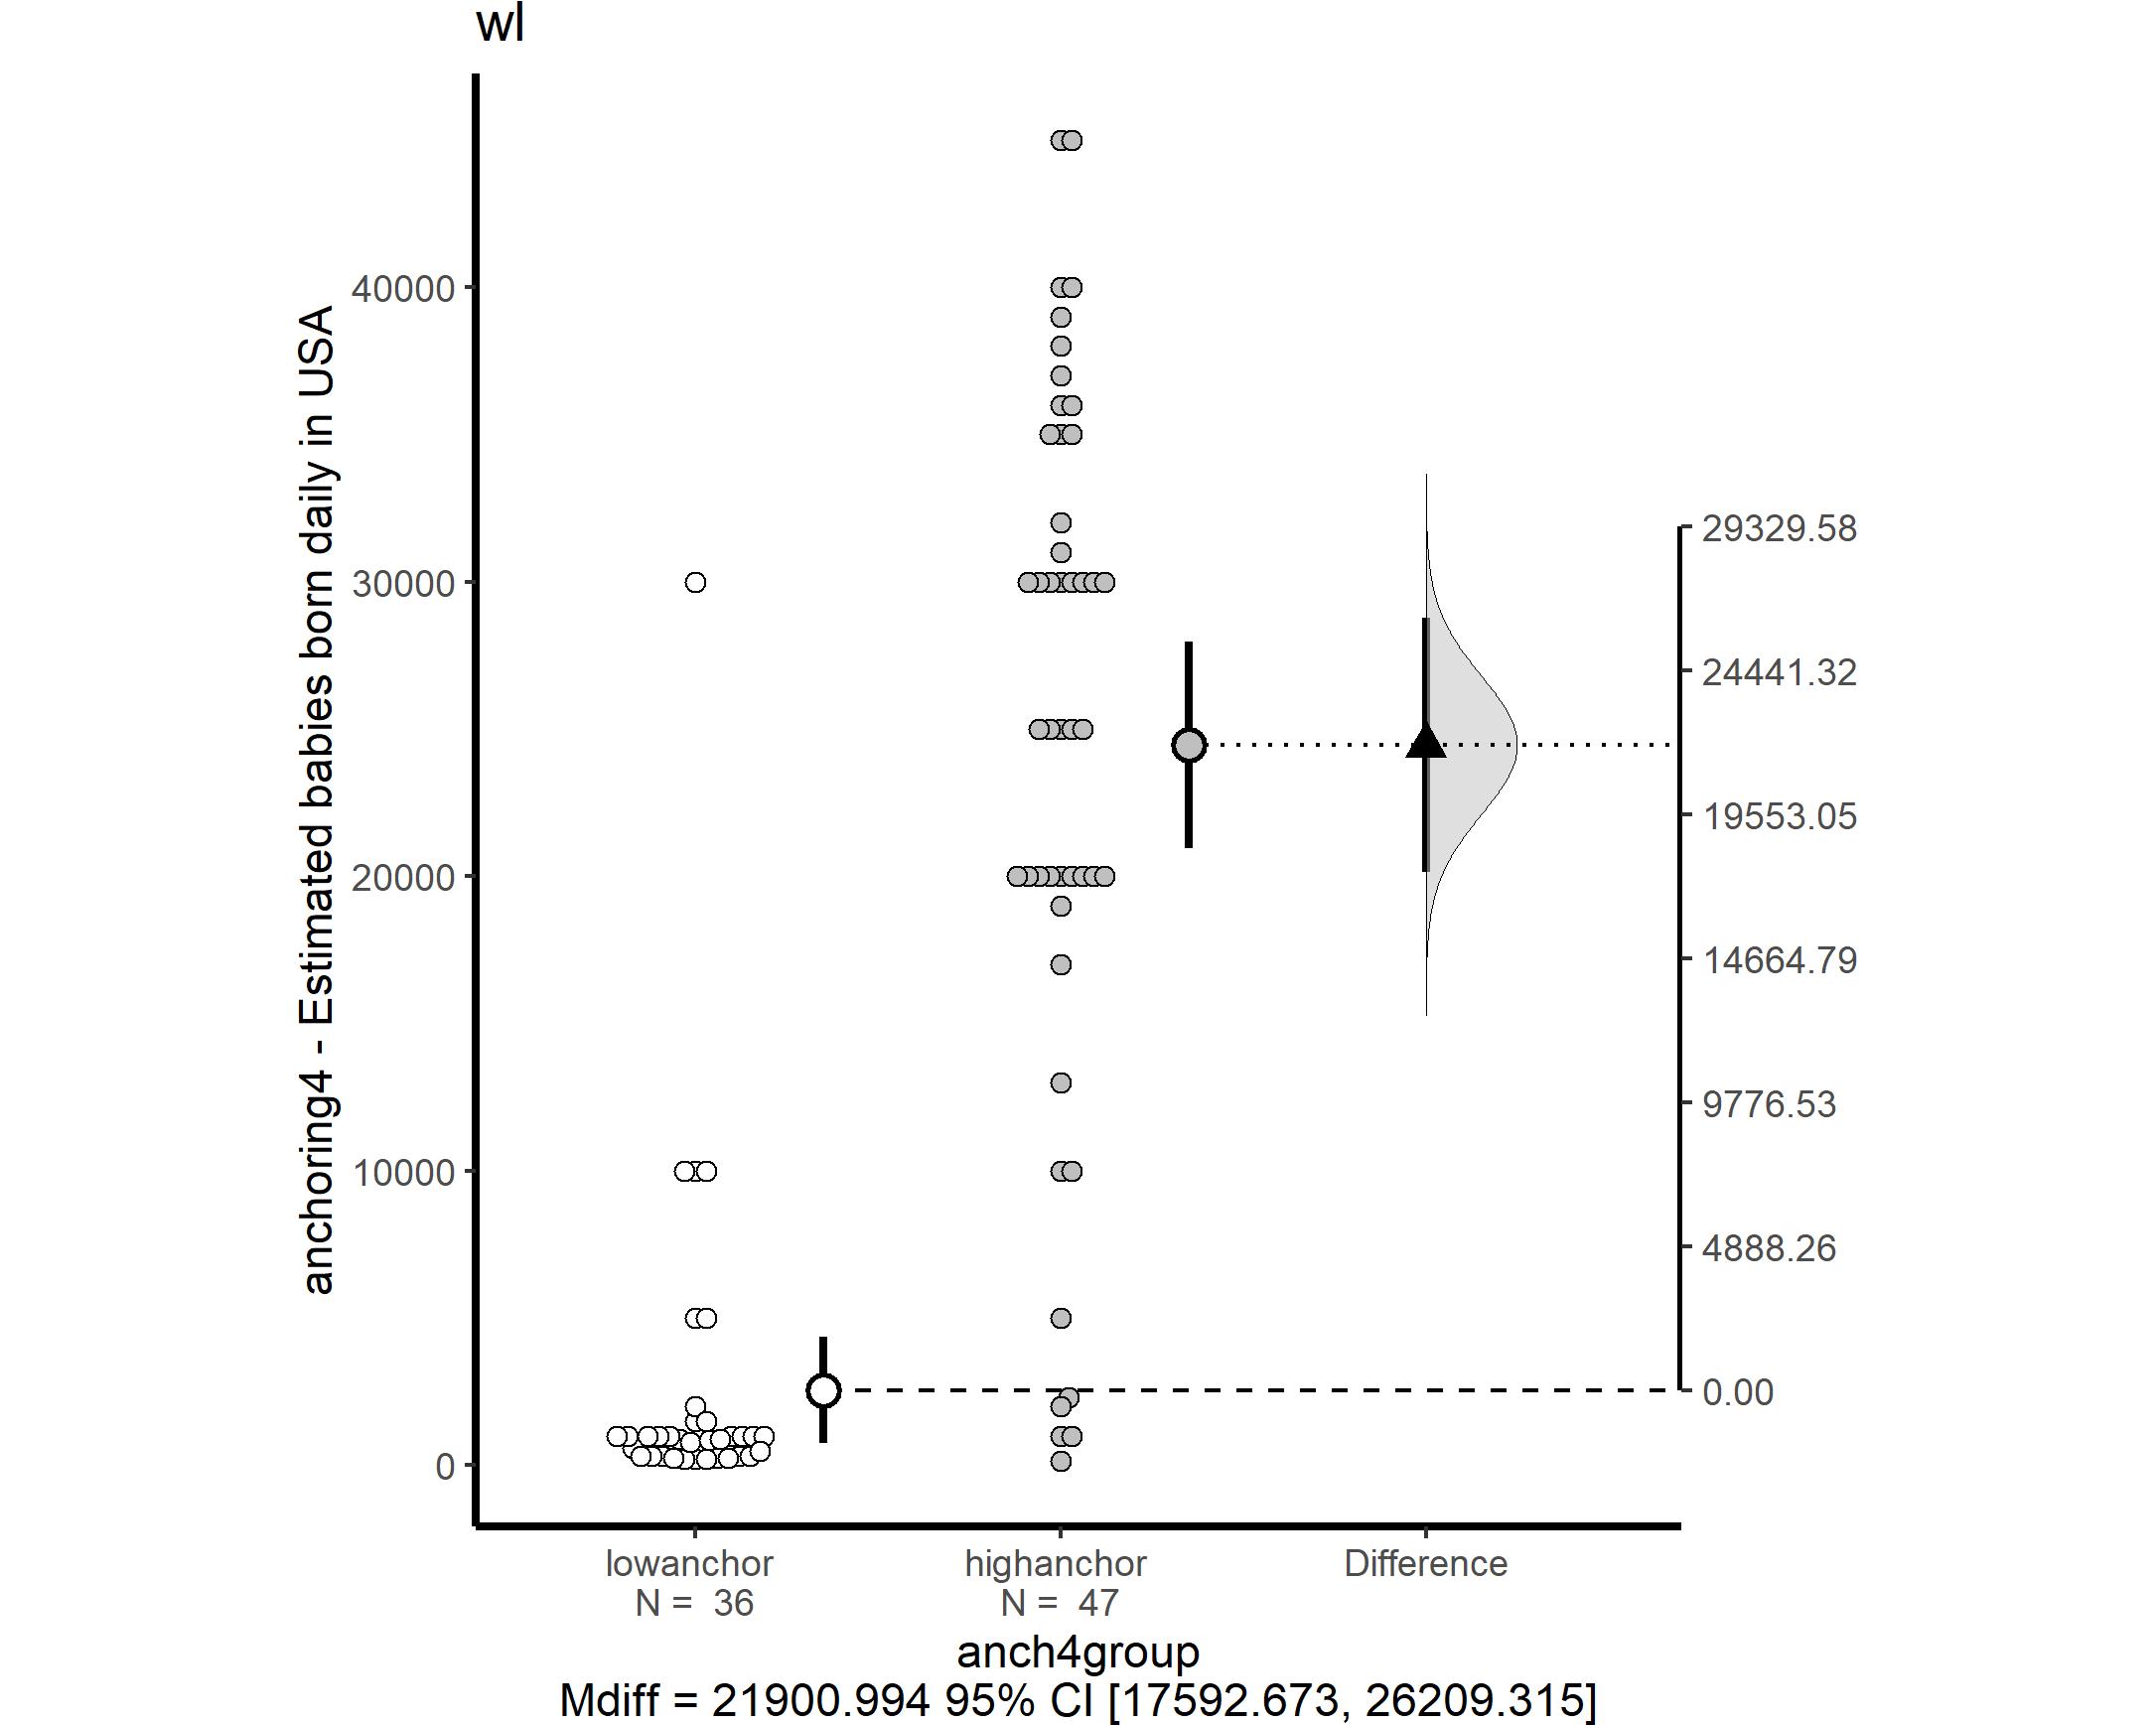 wl
anchoring4 - Estimated babies born daily in USA
40000
30000
20000
10000
0
29329.58
24441.32
19553.05
14664.79
9776.53
4888.26
0.00
lowanchor
N =  36
highanchor
N =  47
Difference
anch4group
Mdiff = 21900.994 95% CI [17592.673, 26209.315]